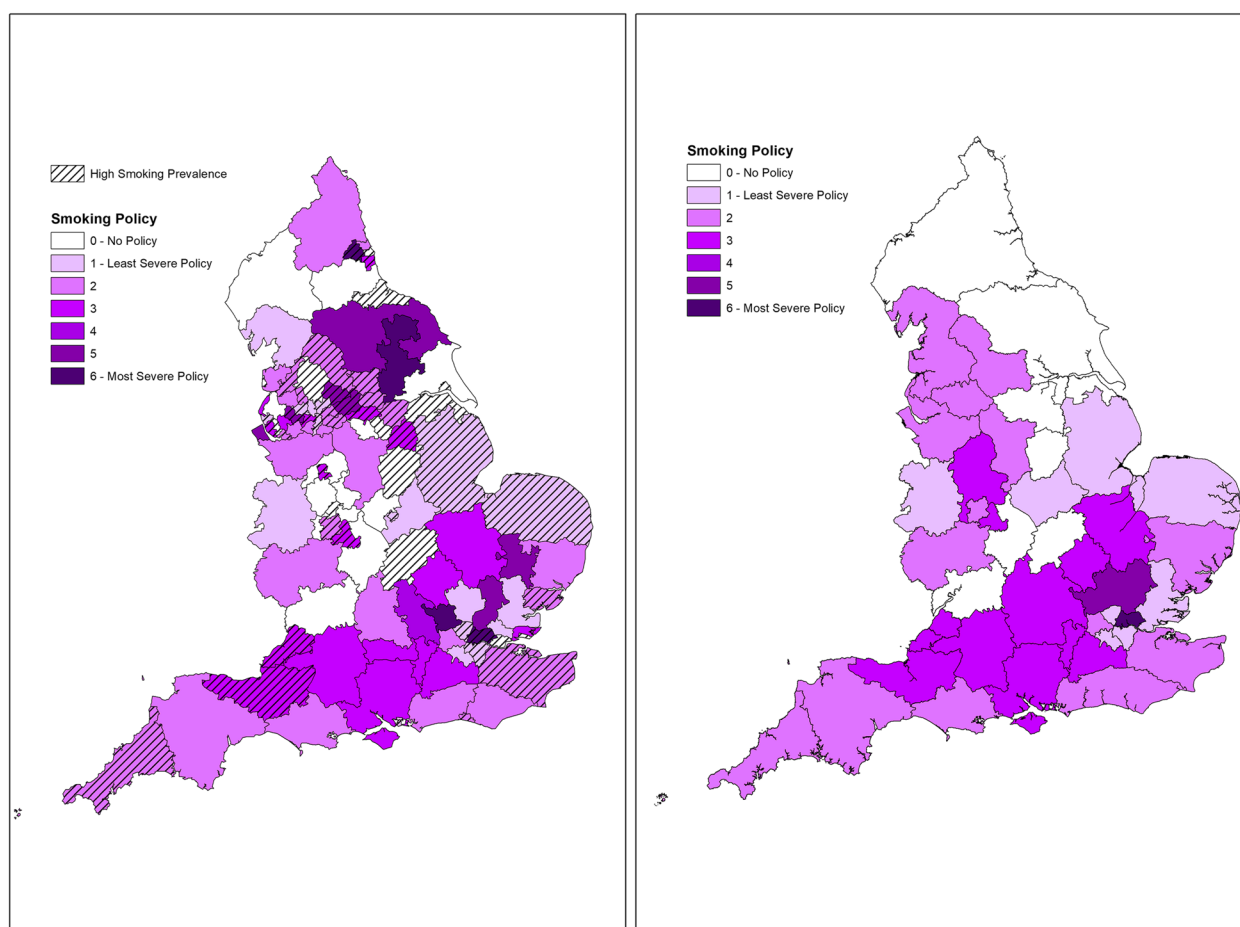 High Smoking Prevalence
Smoking Policy
0 - No Policy
1 - Least Severe Policy
2
3
4
5
6 - Most Severe Policy
Smoking Policy
0 - No Policy
1 - Least Severe Policy
2
3
4
5
6 - Most Severe Policy